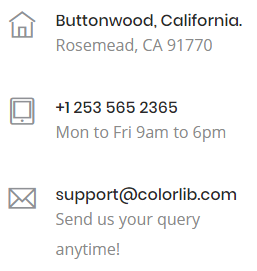 Buttonwood, California.
Rosemead, CA 91770
+1 253 565 2365
Mon to Fri 9am to 6pm
support@colorlib.com
Send us your query
anytime!